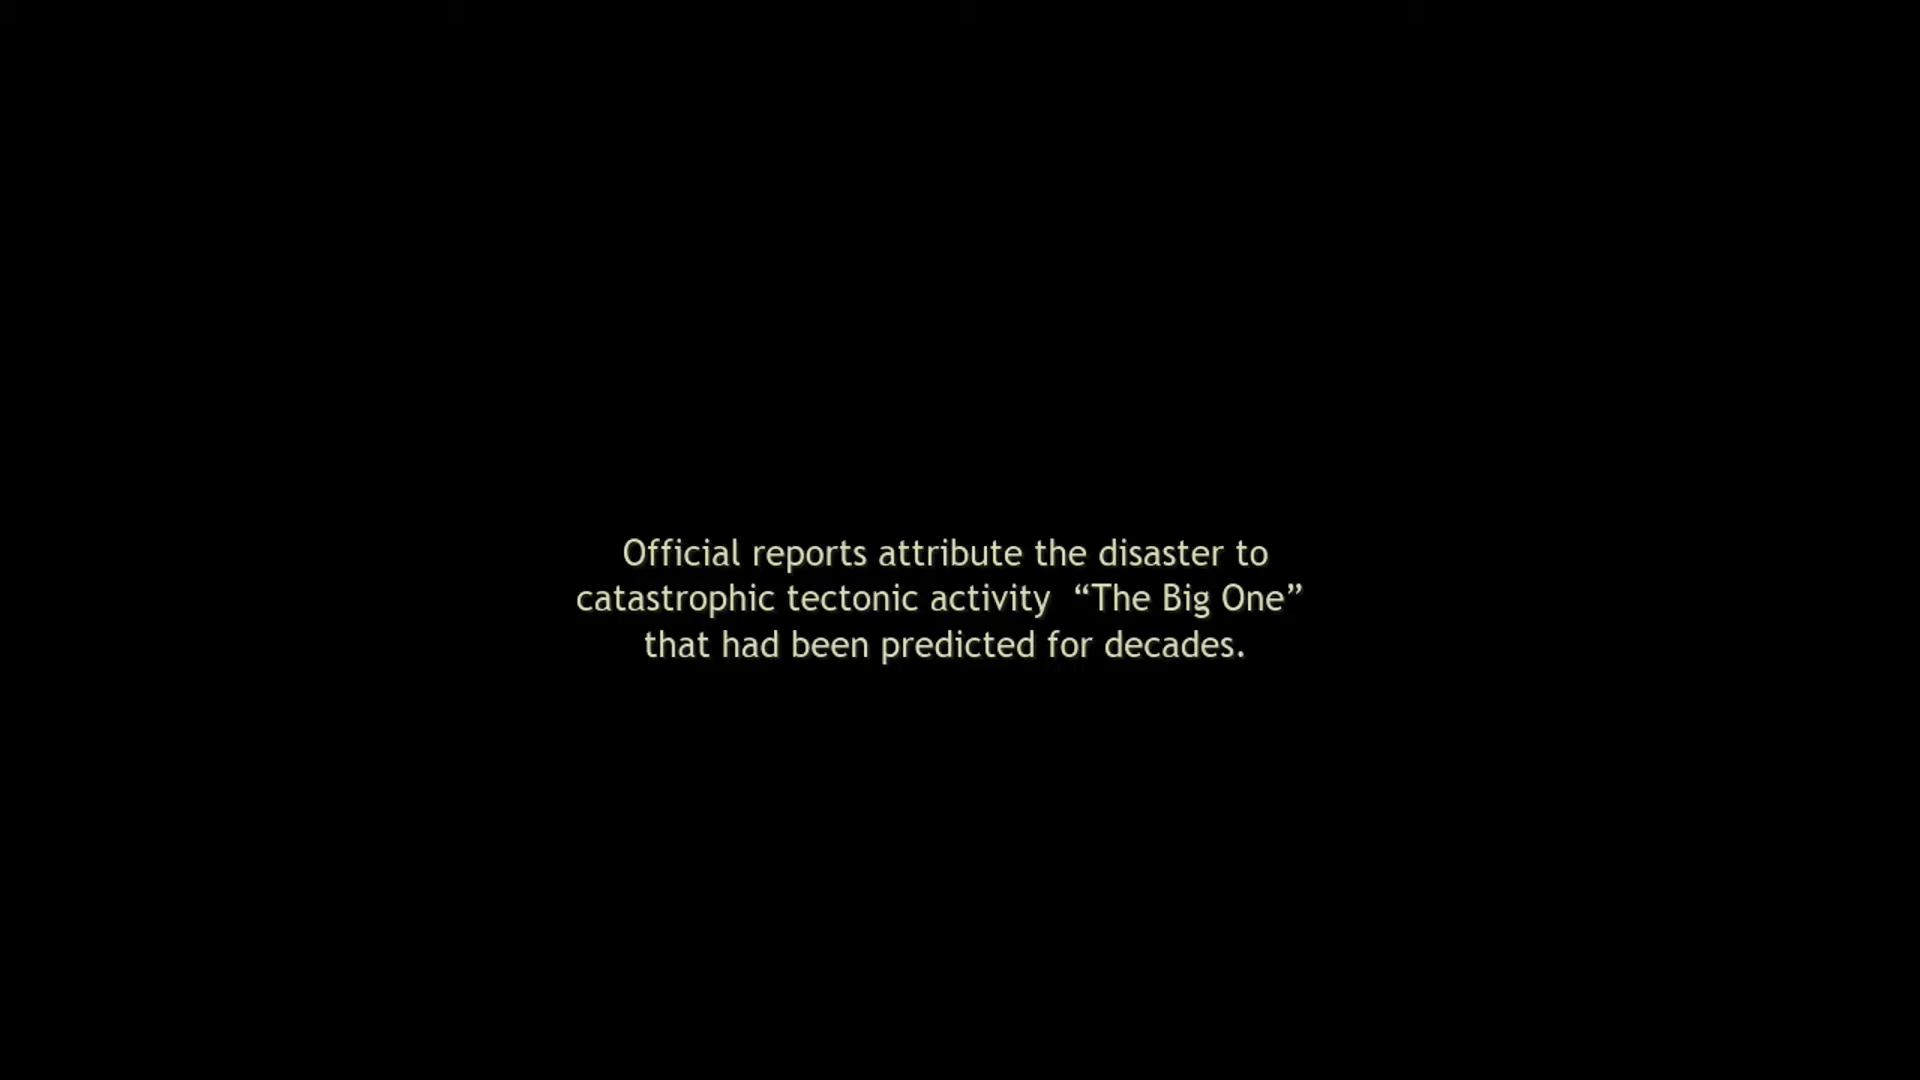 Official reports attribute the disaster to
catastrophic tectonic activity  “The Big One”
that had been predicted for decades.